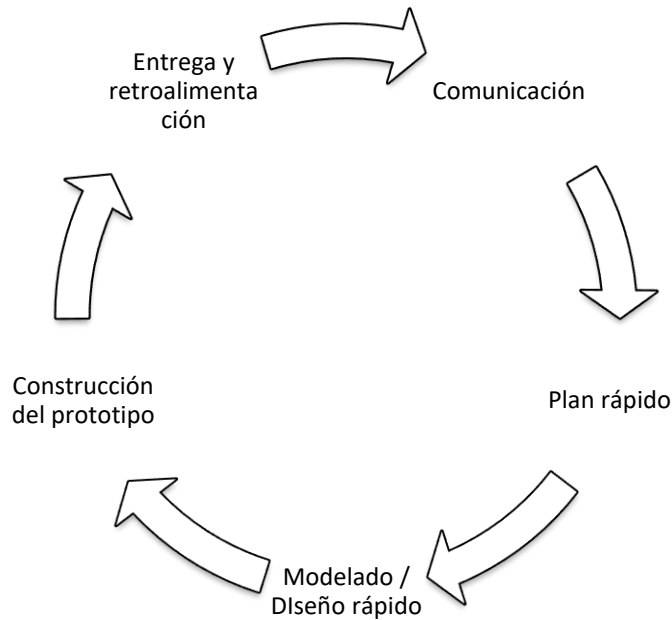 Entrega y
retroalimenta
ción
Comunicación
Plan rápido
Modelado /
DIseño rápido
Construcción
del prototipo